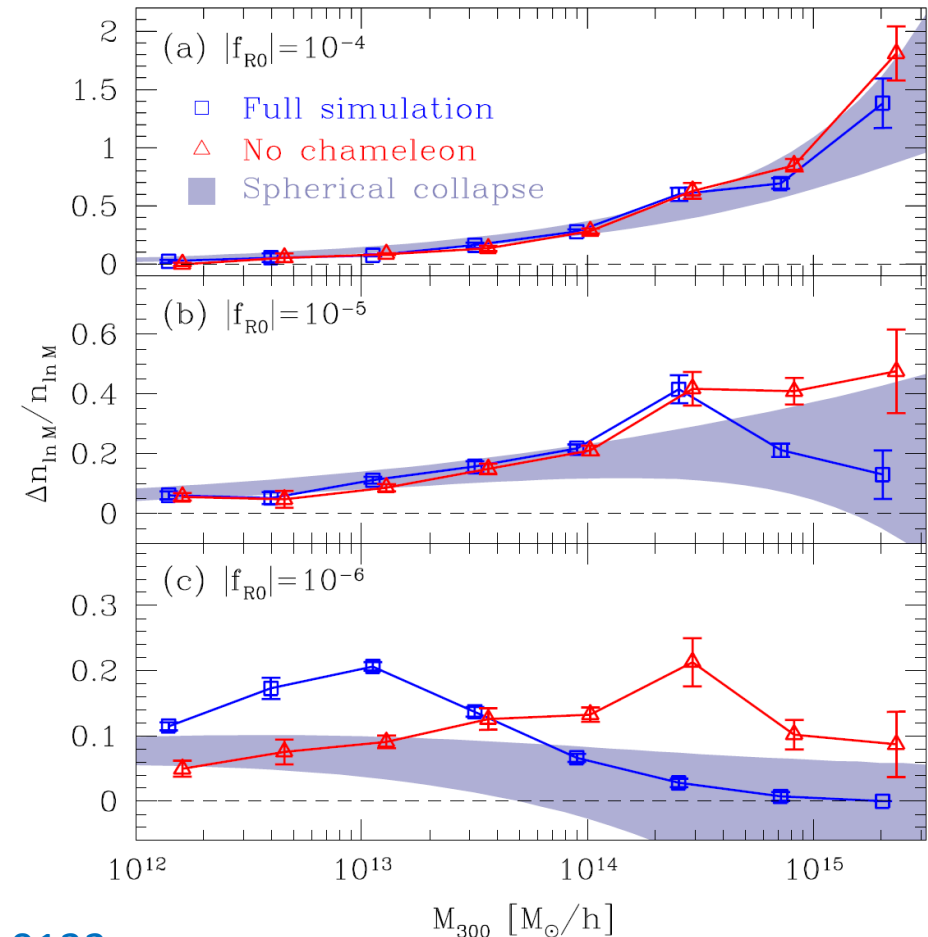 (a) |f_R0|=10^-4
Full simulation
No chameleon
Spherical collapse
2
1.5
1
0.5
0
(b) |f_R0|=10^-5
0.6
0.4
0.2
0
Δn_ln M/n_ln M
(c) |f_R0|=10^-6
0.3
0.2
0.1
0
10^12 10^13 10^14 10^15
M_300 [M_⊙/h]